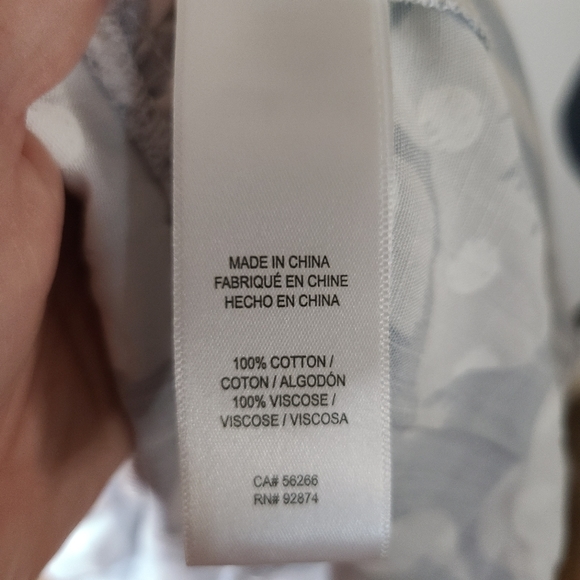 MADE IN CHINA
FABRIQUÉ EN CHINE
HECHO EN CHINA
100% COTTON /
COTON / ALGODÓN
100% VISCOSE /
VISCOSE / VISCOSA
CA# 56266
RN# 92874